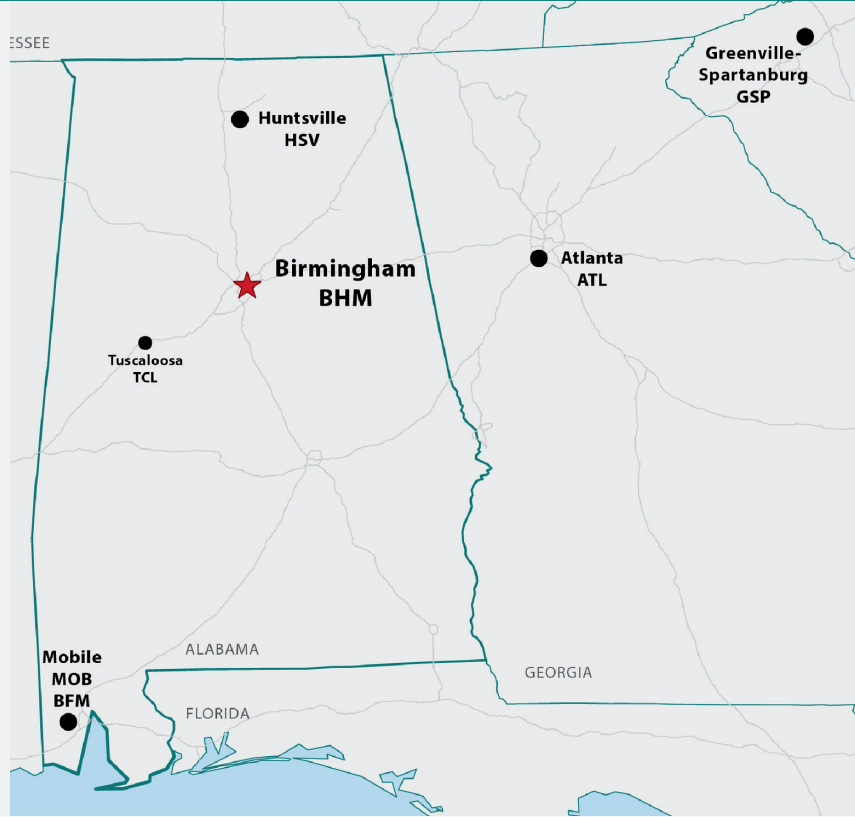 ESSEE
Greenville-
Spartanburg
GSP
Huntsville
HSV
Birmingham
BHM
Atlanta
ATL
Tuscaloosa
TCL
ALABAMA
Mobile
MOB
BFM
GEORGIA
FLORIDA